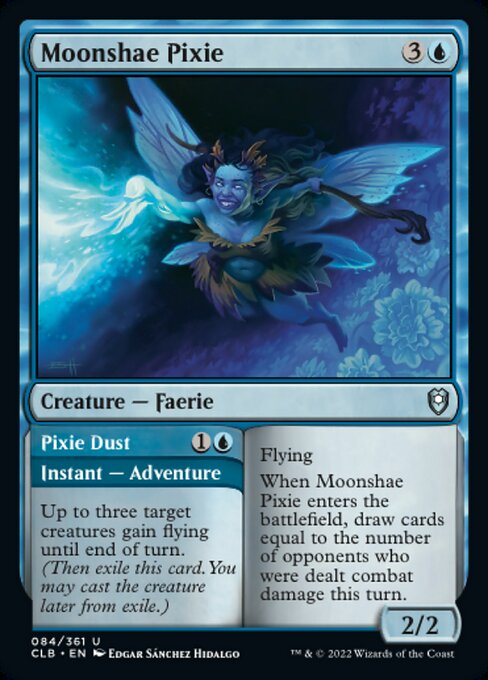 Moonshae Pixie 3
Creature — Faerie
Pixie Dust 1
Instant — Adventure
Up to three target
creatures gain flying
until end of turn.
(Then exile this card. You
may cast the creature
later from exile.)
Flying
When Moonshae
Pixie enters the
battlefield, draw cards
equal to the number
of opponents who
were dealt combat
damage this turn.
2/2
084/361 U
CLB • EN Edgar Sánchez Hidalgo
™ & © 2022 Wizards of the Coast